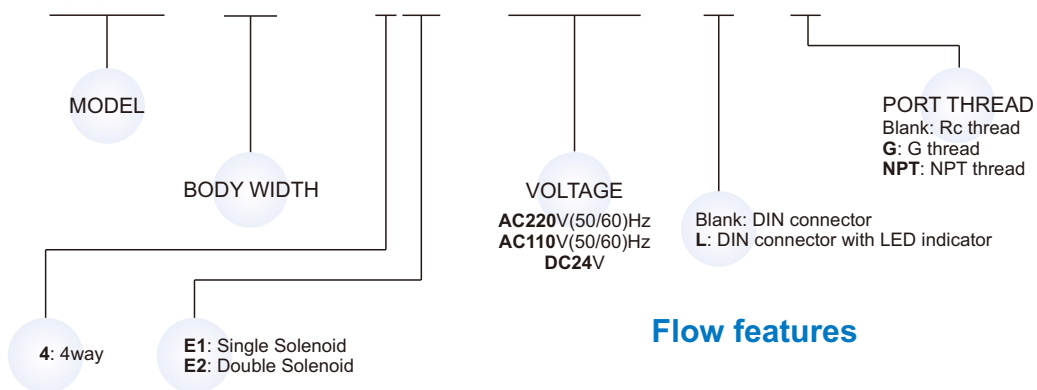 MODEL
BODY WIDTH
4: 4way
E1: Single Solenoid
E2: Double Solenoid
VOLTAGE
AC220V(50/60)Hz
AC110V(50/60)Hz
DC24V
Blank: DIN connector
L: DIN connector with LED indicator
PORT THREAD
Blank: Rc thread
G: G thread
NPT: NPT thread
Flow features